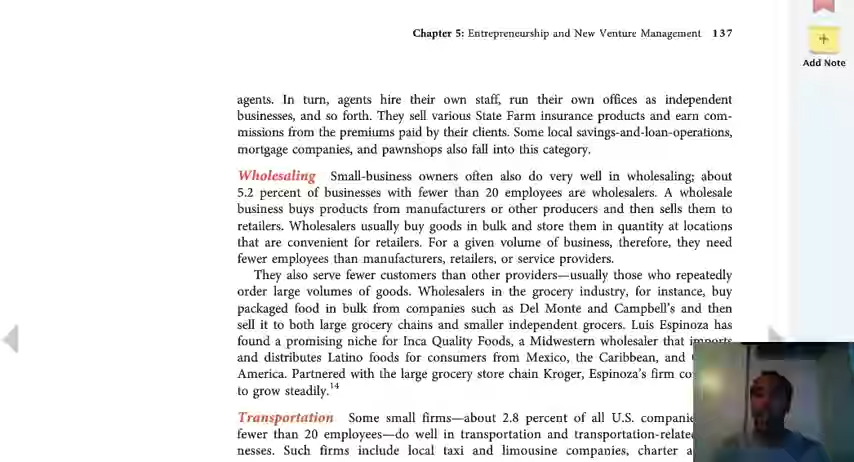 Chapter 5: Entrepreneurship and New Venture Management 137
Add Note
agents. In turn, agents hire their own staff, run their own offices as independent
businesses, and so forth. They sell various State Farm insurance products and earn com-
missions from the premiums paid by their clients. Some local savings-and-loan-operations,
mortgage companies, and pawnshops also fall into this category.
Wholesaling Small-business owners often also do very well in wholesaling; about
5.2 percent of businesses with fewer than 20 employees are wholesalers. A wholesale
business buys products from manufacturers or other producers and then sells them to
retailers. Wholesalers usually buy goods in bulk and store them in quantity at locations
that are convenient for retailers. For a given volume of business, therefore, they need
fewer employees than manufacturers, retailers, or service providers.
They also serve fewer customers than other providers—usually those who repeatedly
order large volumes of goods. Wholesalers in the grocery industry, for instance, buy
packaged food in bulk from companies such as Del Monte and Campbell's and then
sell it to both large grocery chains and smaller independent grocers. Luis Espinoza has
found a promising niche for Inca Quality Foods, a Midwestern wholesaler that imports
and distributes Latino foods for consumers from Mexico, the Caribbean, and
America. Partnered with the large grocery store chain Kroger, Espinoza's firm
to grow steadily.14
Transportation Some small firms—about 2.8 percent of all U.S.
fewer than 20 employees—do well in transportation and
nesses. Such firms include local taxi and limousine companies, charter